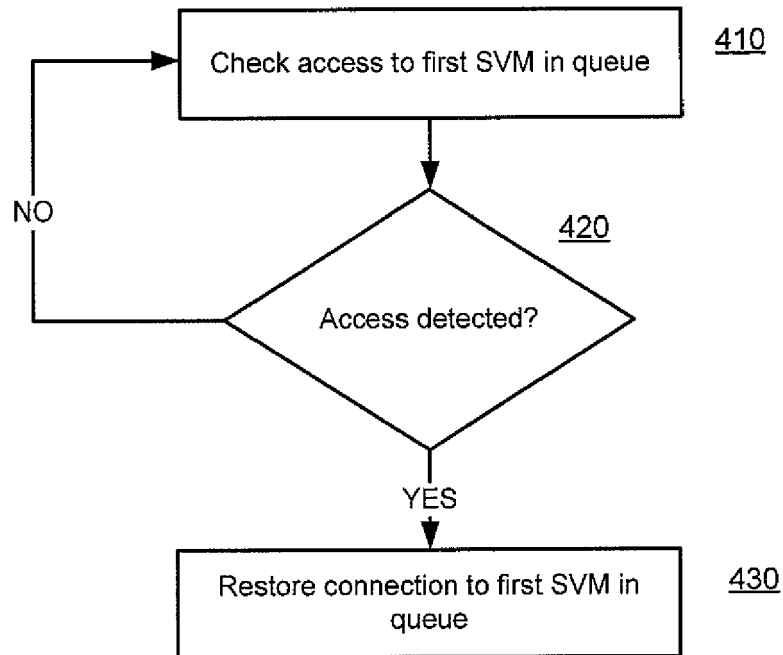 Check access to first SVM in queue
410
NO
420
Access detected?
YES
Restore connection to first SVM in
queue
430